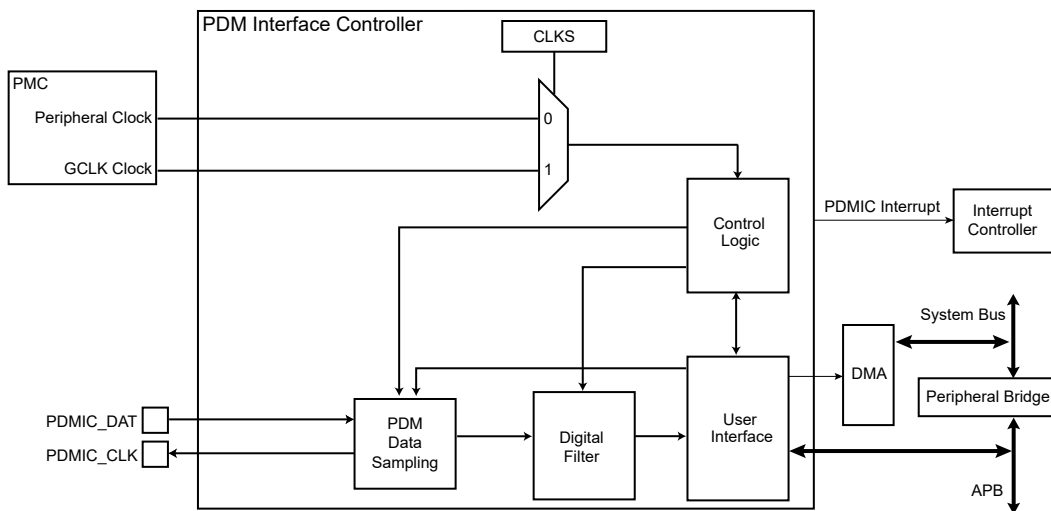 PDM Interface Controller
CLKS
PMC
Peripheral Clock
0
GCLK Clock
1
Control
Logic
PDMIC Interrupt
Interrupt
Controller
System Bus
DMA
Peripheral Bridge
PDMIC_DAT
PDMIC_CLK
PDM
Data
Sampling
Digital
Filter
User
Interface
APB